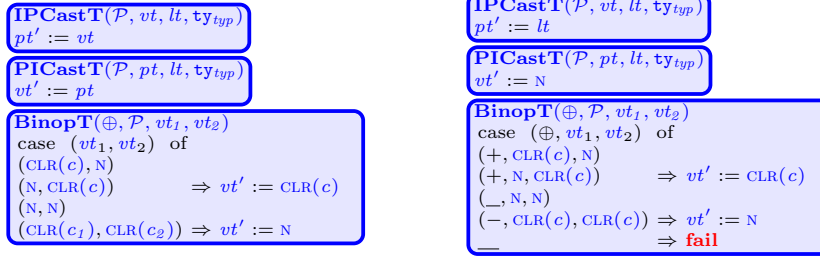 IPCastT(𝒫, vt, lt, ty_typ)
pt′ := vt
PICastT(𝒫, pt, lt, ty_typ)
vt′ := pt
BinopT(⊕, 𝒫, vt₁, vt₂)
case (vt₁, vt₂) of
(CLR(c), N)
(N, CLR(c)) ⇒ vt′ := CLR(c)
(N, N)
(CLR(c₁), CLR(c₂)) ⇒ vt′ := N
IPCastT(𝒫, vt, lt, ty_typ)
pt′ := lt
PICastT(𝒫, pt, lt, ty_typ)
vt′ := N
BinopT(⊕, 𝒫, vt₁, vt₂)
case (⊕, vt₁, vt₂) of
(+, CLR(c), N)
(+, N, CLR(c)) ⇒ vt′ := CLR(c)
(_, N, N)
(−, CLR(c), CLR(c)) ⇒ vt′ := N
_ ⇒ fail